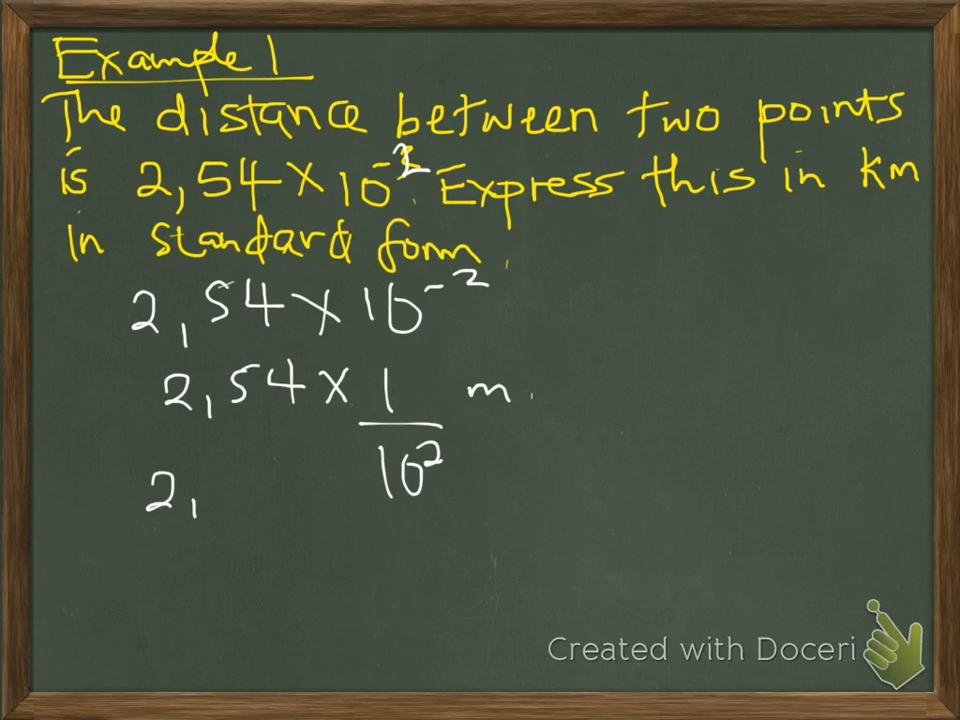 Example 1
The distance between two points
is 2,54 × 10⁻². Express this in km
in standard form.
2,54 × 10⁻²
2,54 × 1/10² m.
2,
Created with Doceri